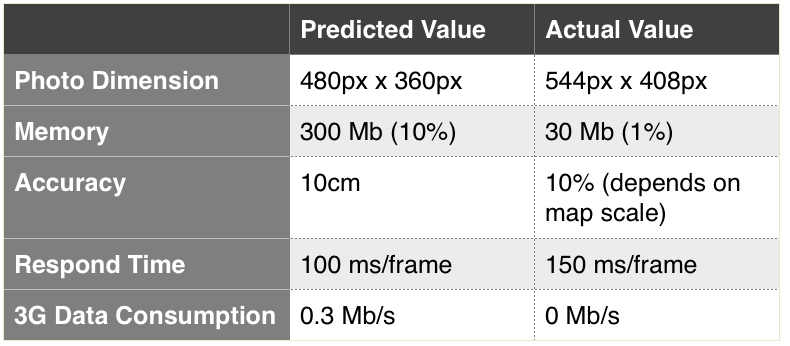 Predicted Value Actual Value
Photo Dimension 480px x 360px 544px x 408px
Memory 300 Mb (10%) 30 Mb (1%)
Accuracy 10cm 10% (depends on
map scale)
Respond Time 100 ms/frame 150 ms/frame
3G Data Consumption 0.3 Mb/s 0 Mb/s